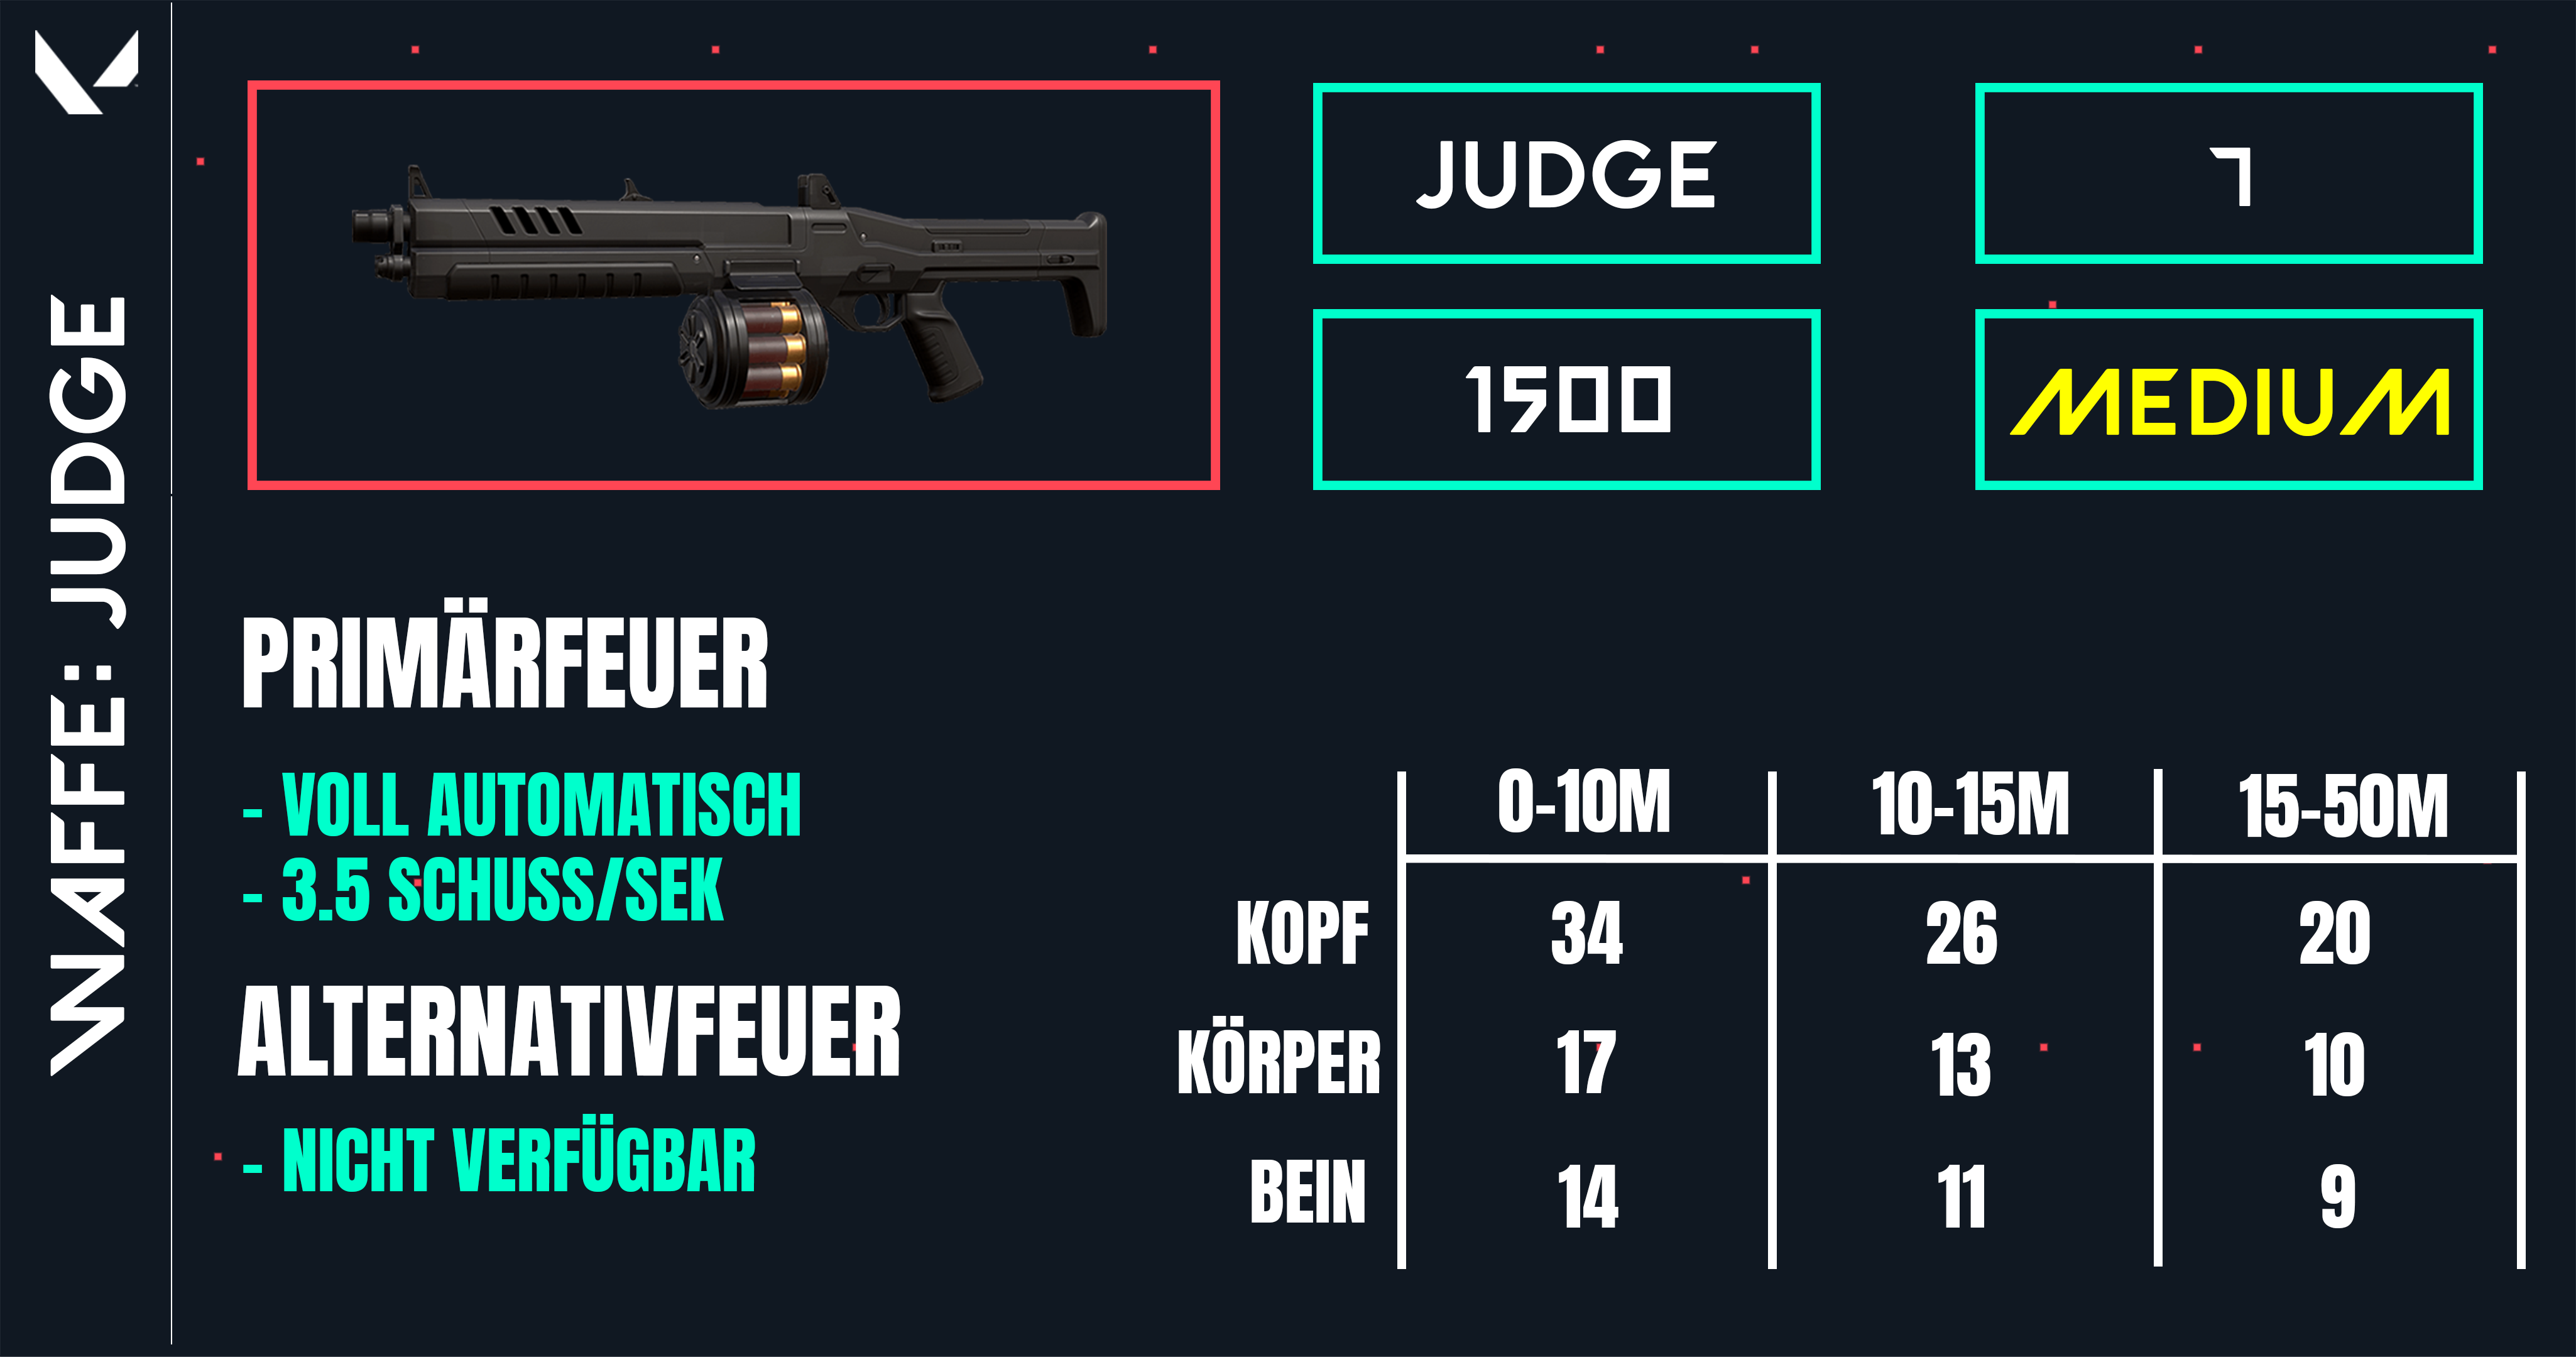 WAFFE: JUDGE
JUDGE
7
1500
MEDIUM
PRIMÄRFEUER
- VOLL AUTOMATISCH
- 3.5 SCHUSS/SEK
ALTERNATIVFEUER
- NICHT VERFÜGBAR
0-10M 10-15M 15-50M
KOPF 34 26 20
KÖRPER 17 13 10
BEIN 14 11 9